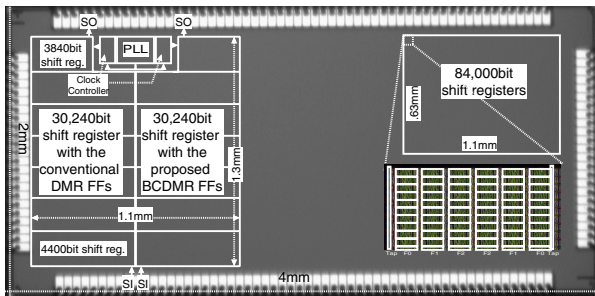 SO
SO
3840bit
shift reg.
PLL
Clock
Controller
84,000bit
shift registers
.63mm
1.1mm
2mm
30,240bit
shift register
with the
conventional
DMR FFs
30,240bit
shift register
with the
proposed
BCDMR FFs
1.3mm
1.1mm
4400bit shift reg.
Tap F0 F1 F2 F2 F1 F0 Tap
SI SI
4mm